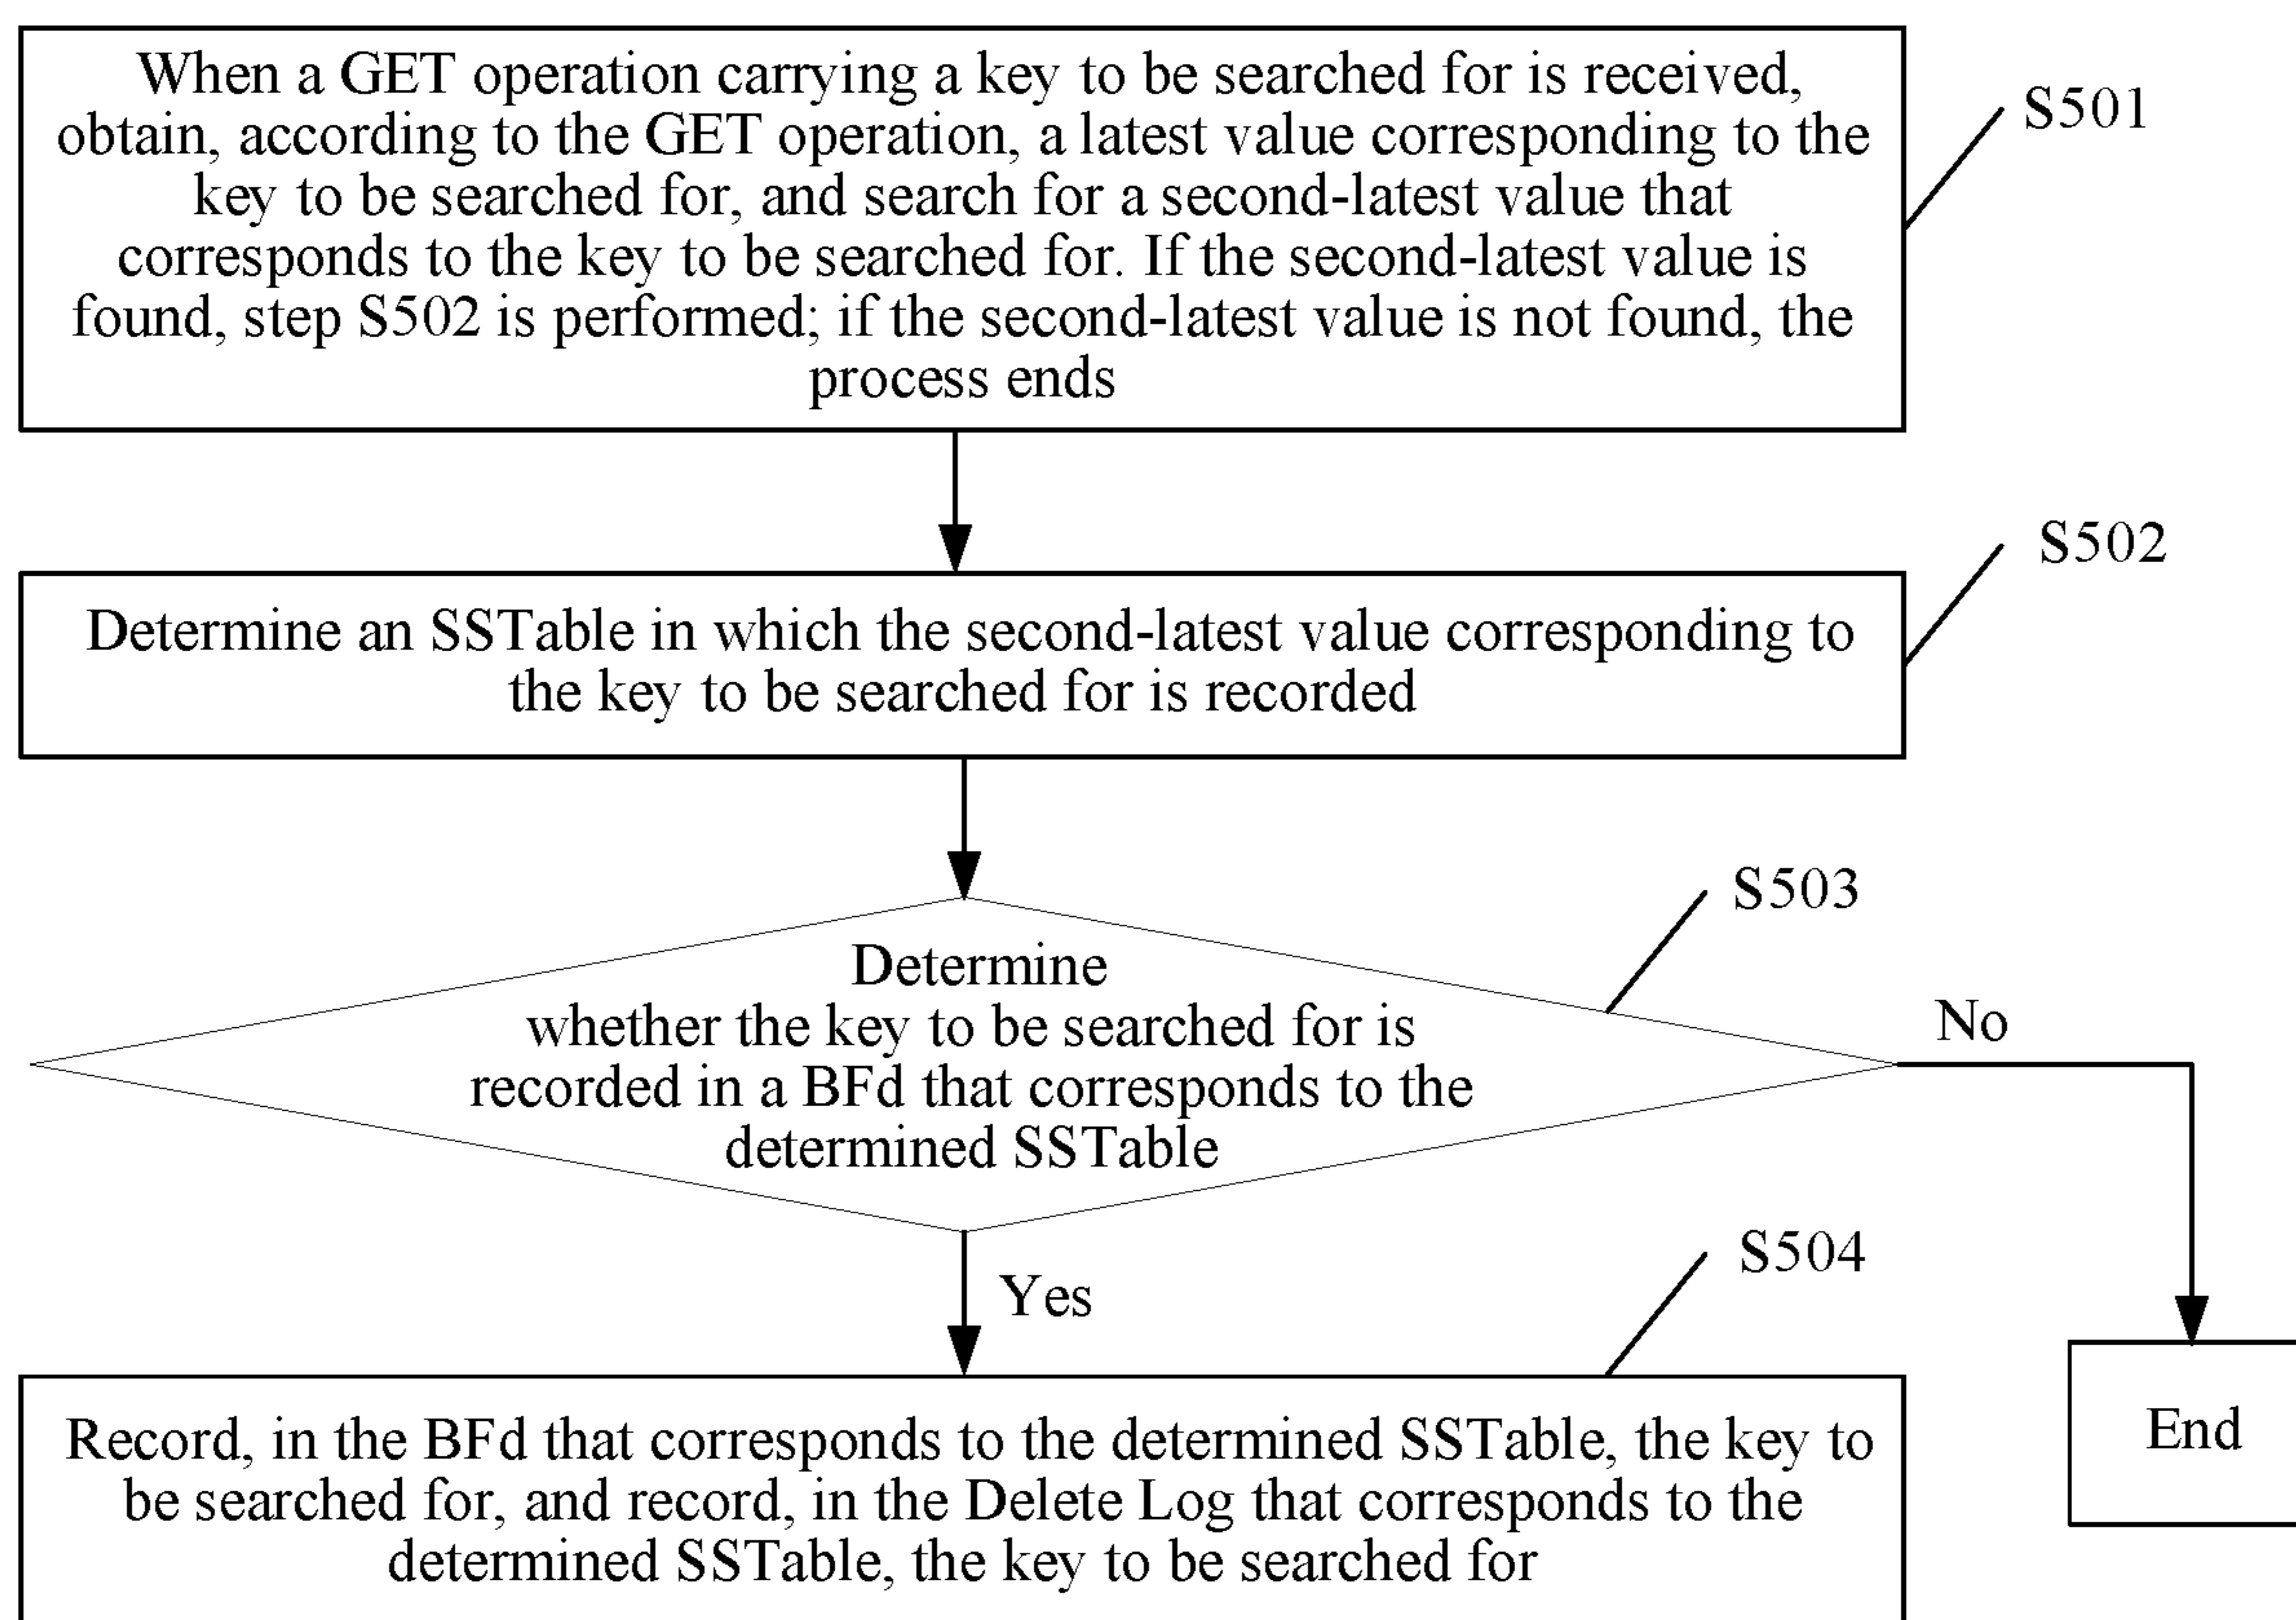 When a GET operation carrying a key to be searched for is received,
obtain, according to the GET operation, a latest value corresponding to the
key to be searched for, and search for a second-latest value that
corresponds to the key to be searched for. If the second-latest value is
found, step S502 is performed; if the second-latest value is not found, the
process ends
S501
Determine an SSTable in which the second-latest value corresponding to
the key to be searched for is recorded
S502
Determine
whether the key to be searched for is
recorded in a BFd that corresponds to the
determined SSTable
S503
No
Yes
S504
Record, in the BFd that corresponds to the determined SSTable, the key to
be searched for, and record, in the Delete Log that corresponds to the
determined SSTable, the key to be searched for
End